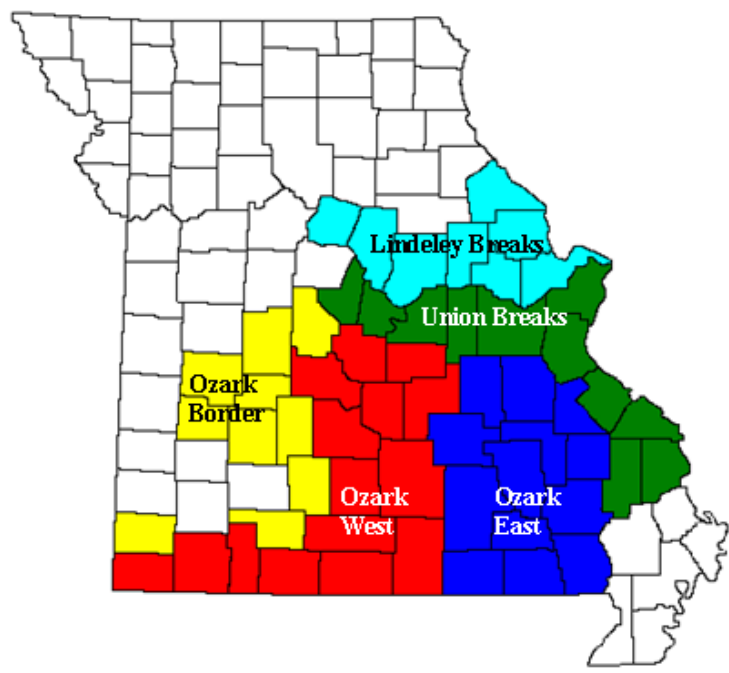 Lindeley Breaks
Union Breaks
Ozark
Border
Ozark
West
Ozark
East